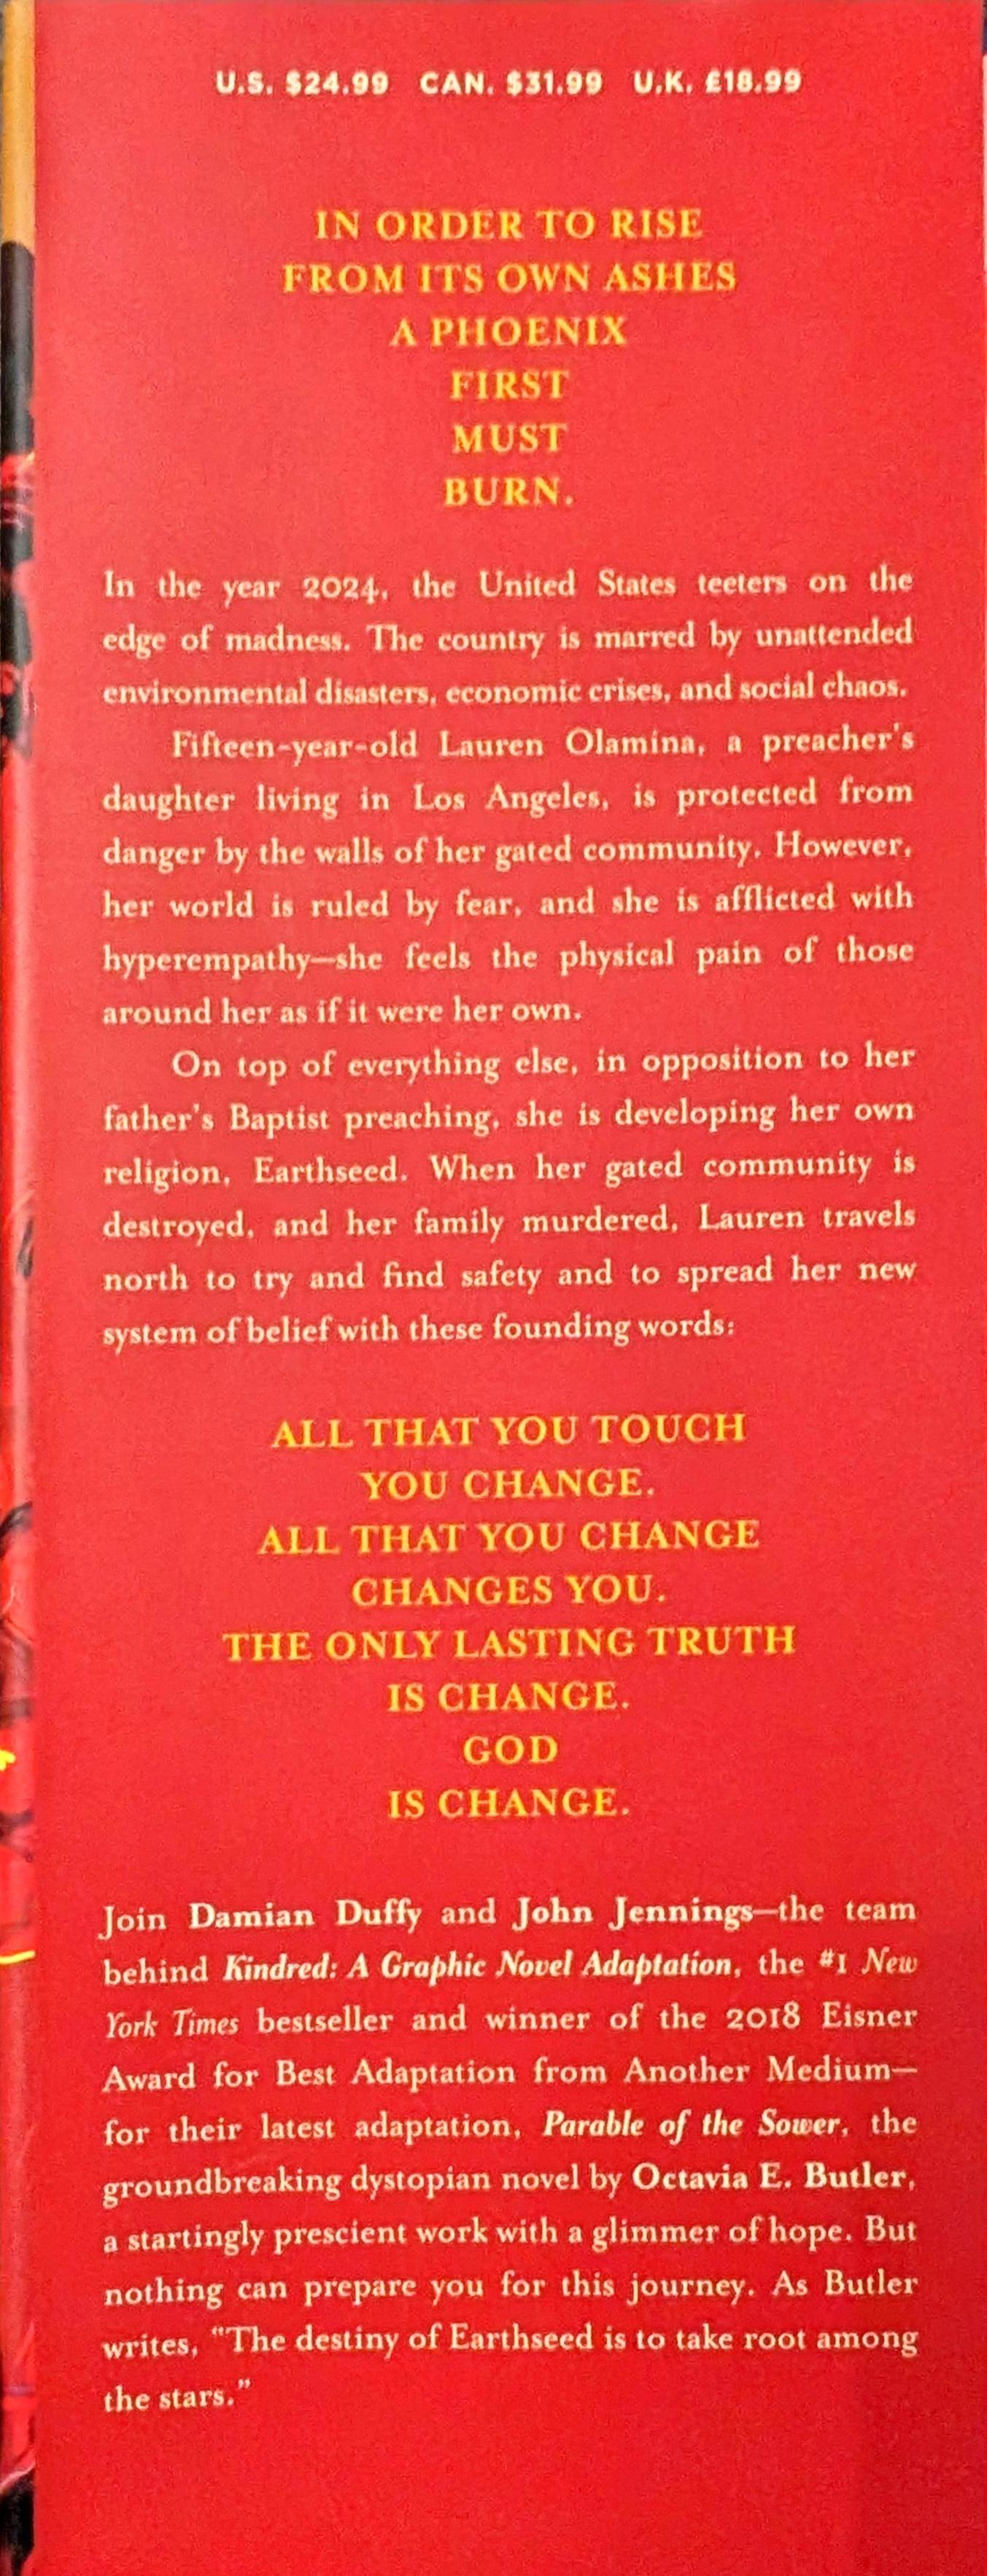 U.S. $24.99 CAN. $31.99 U.K. £18.99
IN ORDER TO RISE
FROM ITS OWN ASHES
A PHOENIX
FIRST
MUST
BURN.
In the year 2024, the United States teeters on the
edge of madness. The country is marred by unattended
environmental disasters, economic crises, and social chaos.
Fifteen-year-old Lauren Olamina, a preacher's
daughter living in Los Angeles, is protected from
danger by the walls of her gated community. However,
her world is ruled by fear, and she is afflicted with
hyperempathy—she feels the physical pain of those
around her as if it were her own.
On top of everything else, in opposition to her
father's Baptist preaching, she is developing her own
religion, Earthseed. When her gated community is
destroyed, and her family murdered, Lauren travels
north to try and find safety and to spread her new
system of belief with these founding words:
ALL THAT YOU TOUCH
YOU CHANGE.
ALL THAT YOU CHANGE
CHANGES YOU.
THE ONLY LASTING TRUTH
IS CHANGE.
GOD
IS CHANGE.
Join Damian Duffy and John Jennings—the team
behind Kindred: A Graphic Novel Adaptation, the #1 New
York Times bestseller and winner of the 2018 Eisner
Award for Best Adaptation from Another Medium—
for their latest adaptation, Parable of the Sower, the
groundbreaking dystopian novel by Octavia E. Butler,
a startingly prescient work with a glimmer of hope. But
nothing can prepare you for this journey. As Butler
writes, "The destiny of Earthseed is to take root among
the stars."